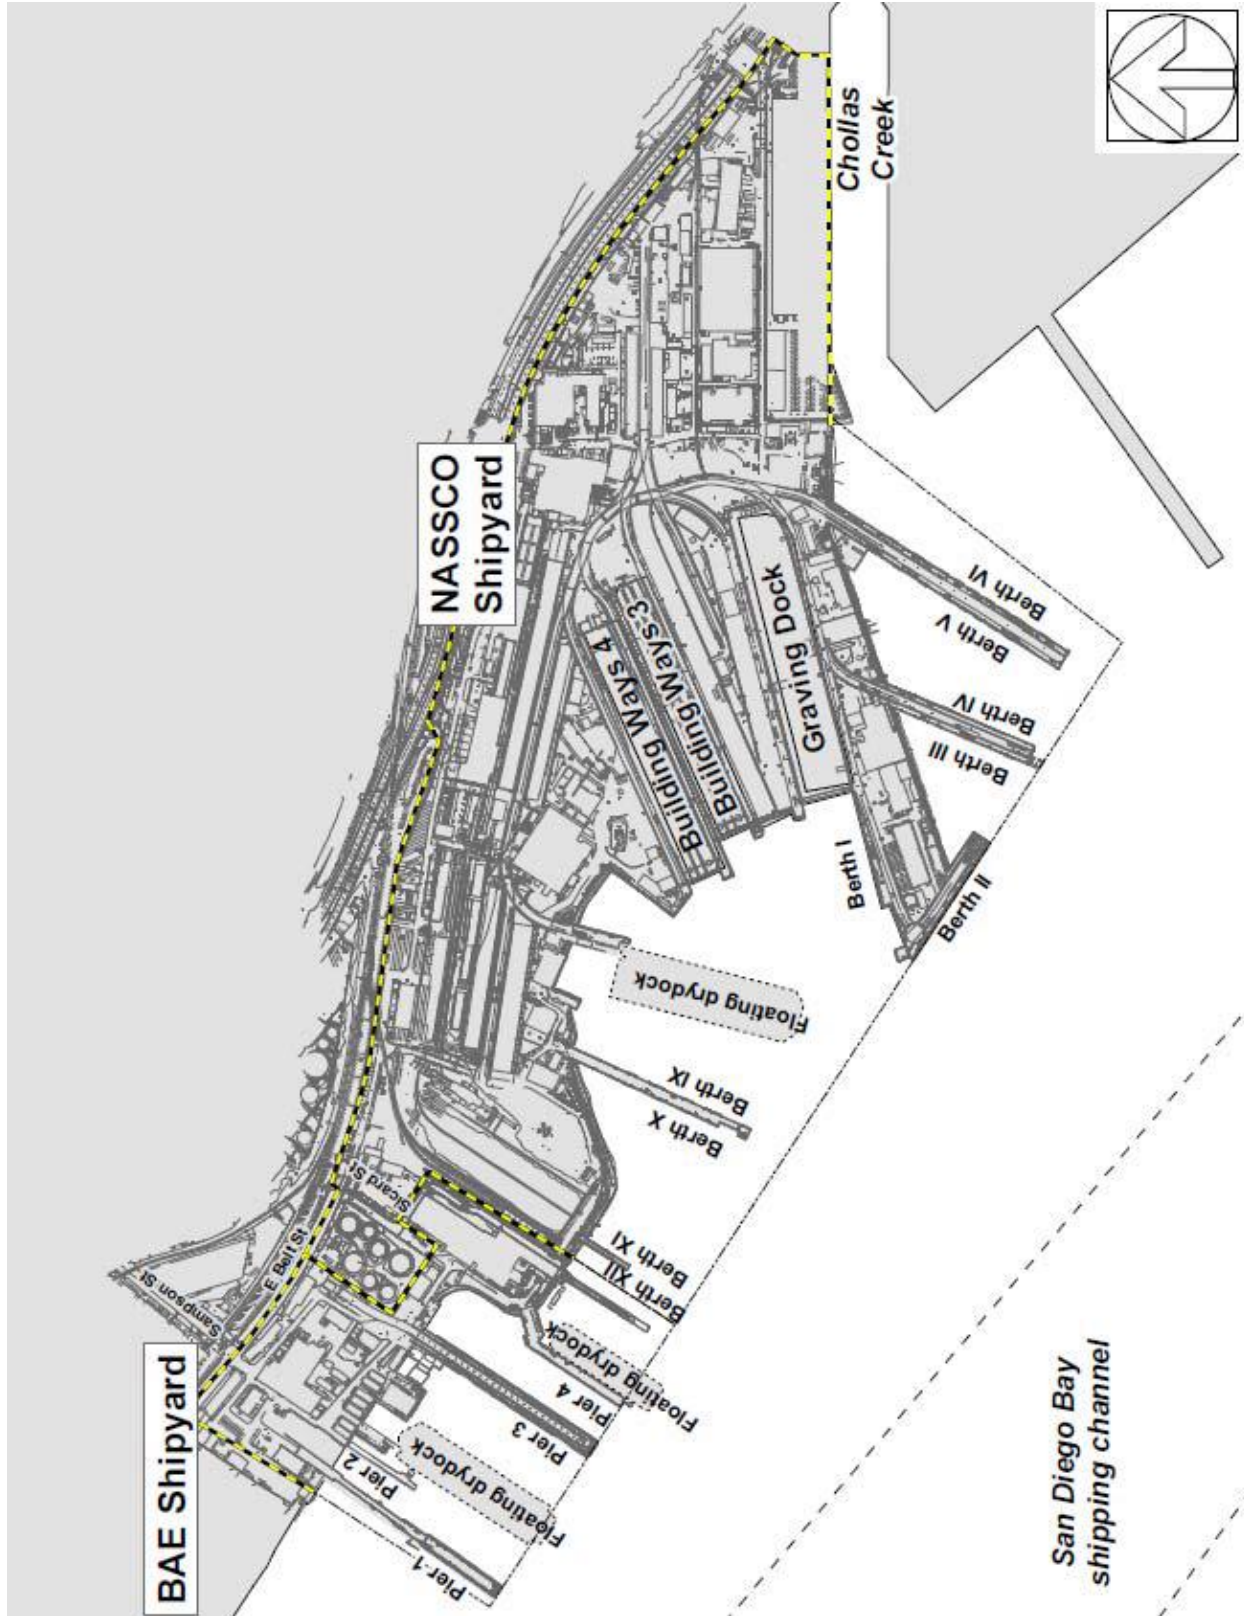 BAE Shipyard
Sampson St
E Belt St
Sicard St
NASSCO
Shipyard
Chollas
Creek
Pier 1
Pier 2
Floating drydock
Pier 3
Pier 4
Floating drydock
Berth XII
Berth XI
Berth X
Berth IX
Floating drydock
Building Ways 4
Building Ways 3
Graving Dock
Berth I
Berth II
Berth III
Berth IV
Berth V
Berth VI
San Diego Bay
shipping channel